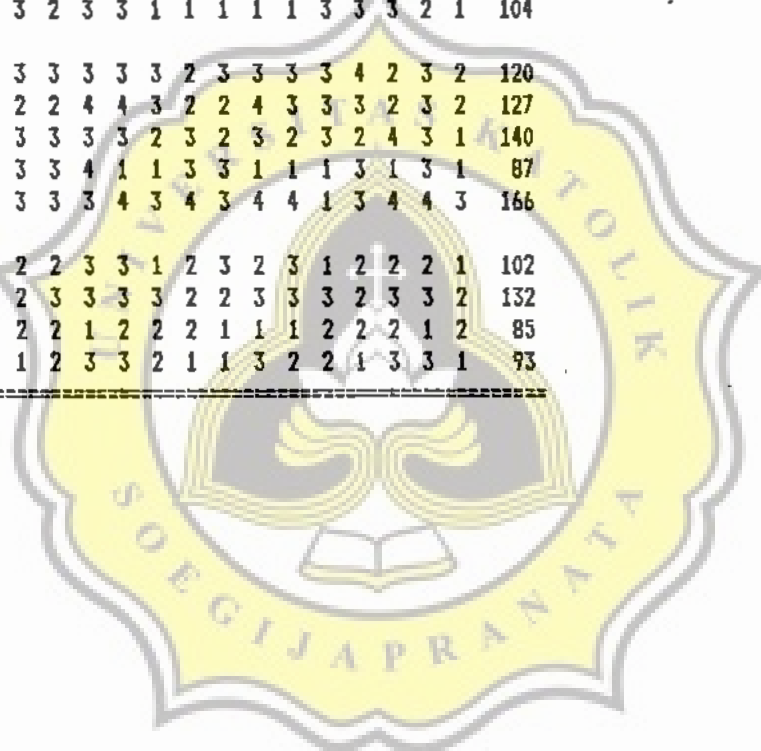 3 2 3 3 1 1 1 1 1 3 3 3 2 1 104
3 3 3 3 3 2 3 3 3 3 4 2 3 2 120
2 2 4 4 3 2 2 4 3 3 3 2 3 2 127
3 3 3 3 2 3 2 3 2 3 2 4 3 1 140
3 3 4 1 1 3 3 1 1 1 3 1 3 1 87
3 3 3 4 3 4 3 4 4 1 3 4 4 3 166
2 2 3 3 1 2 3 2 3 1 2 2 2 1 102
2 3 3 3 3 2 2 3 3 3 2 3 3 2 132
2 2 1 2 2 2 1 1 1 2 2 2 1 2 85
1 2 3 3 2 1 1 3 2 2 1 3 3 1 93
UNIVERSITAS KATOLIK
SOEGIJAPRANATA